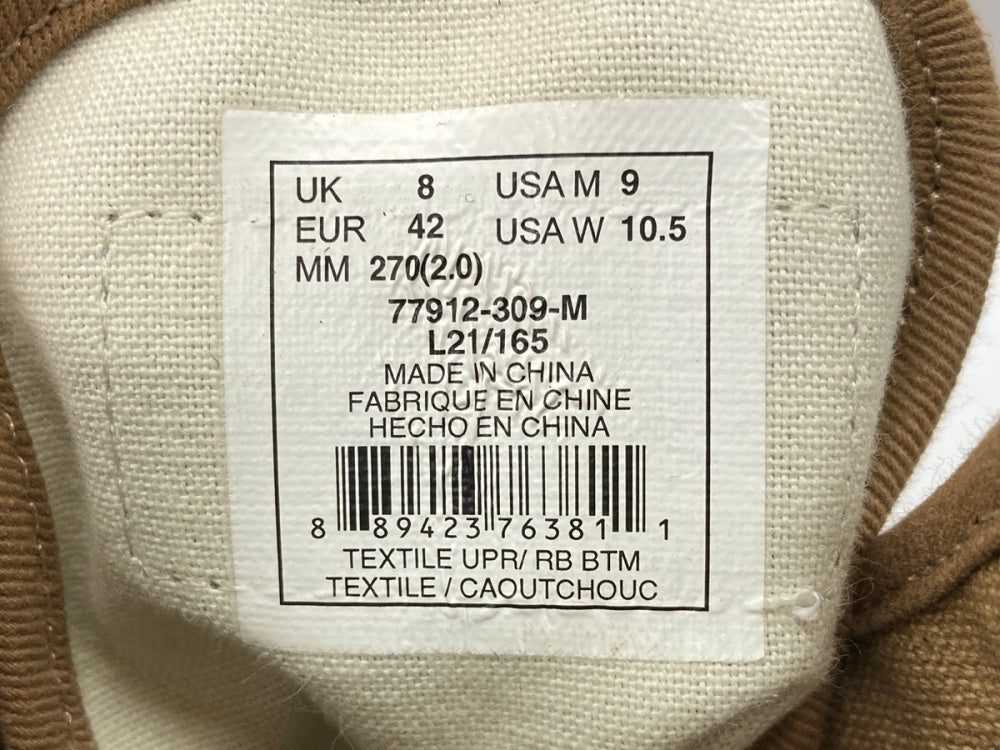 UK 8 USA M 9
EUR 42 USA W 10.5
MM 270(2.0)
77912-309-M
L21/165
MADE IN CHINA
FABRIQUE EN CHINE
HECHO EN CHINA
8 89423 76381 1
TEXTILE UPR/ RB BTM
TEXTILE / CAOUTCHOUC